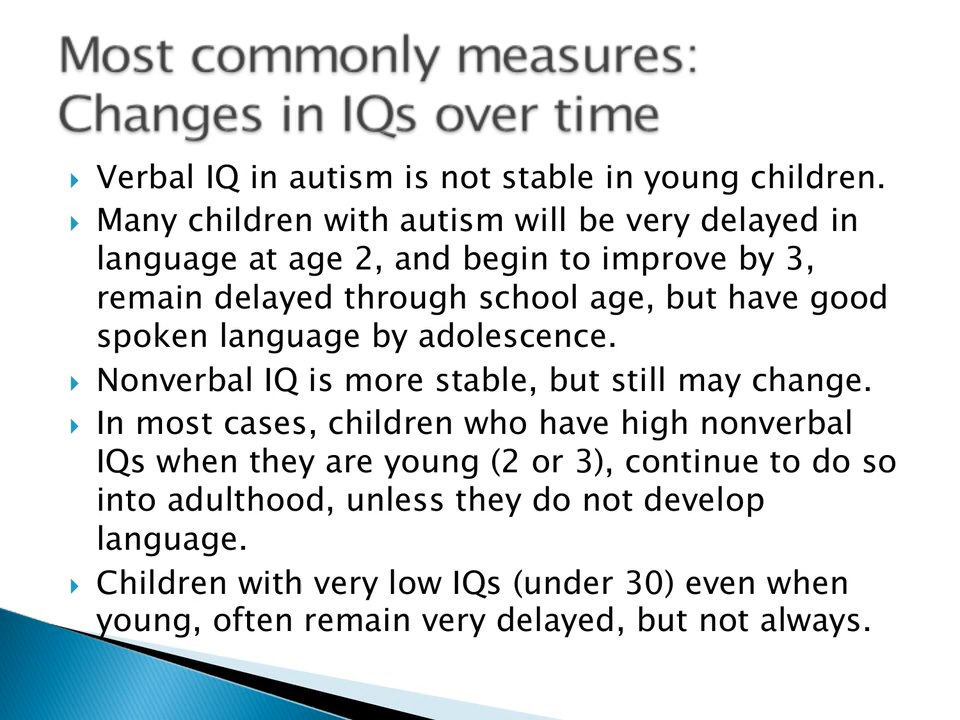 Most commonly measures:
Changes in IQs over time
Verbal IQ in autism is not stable in young children.
Many children with autism will be very delayed in
language at age 2, and begin to improve by 3,
remain delayed through school age, but have good
spoken language by adolescence.
Nonverbal IQ is more stable, but still may change.
In most cases, children who have high nonverbal
IQs when they are young (2 or 3), continue to do so
into adulthood, unless they do not develop
language.
Children with very low IQs (under 30) even when
young, often remain very delayed, but not always.